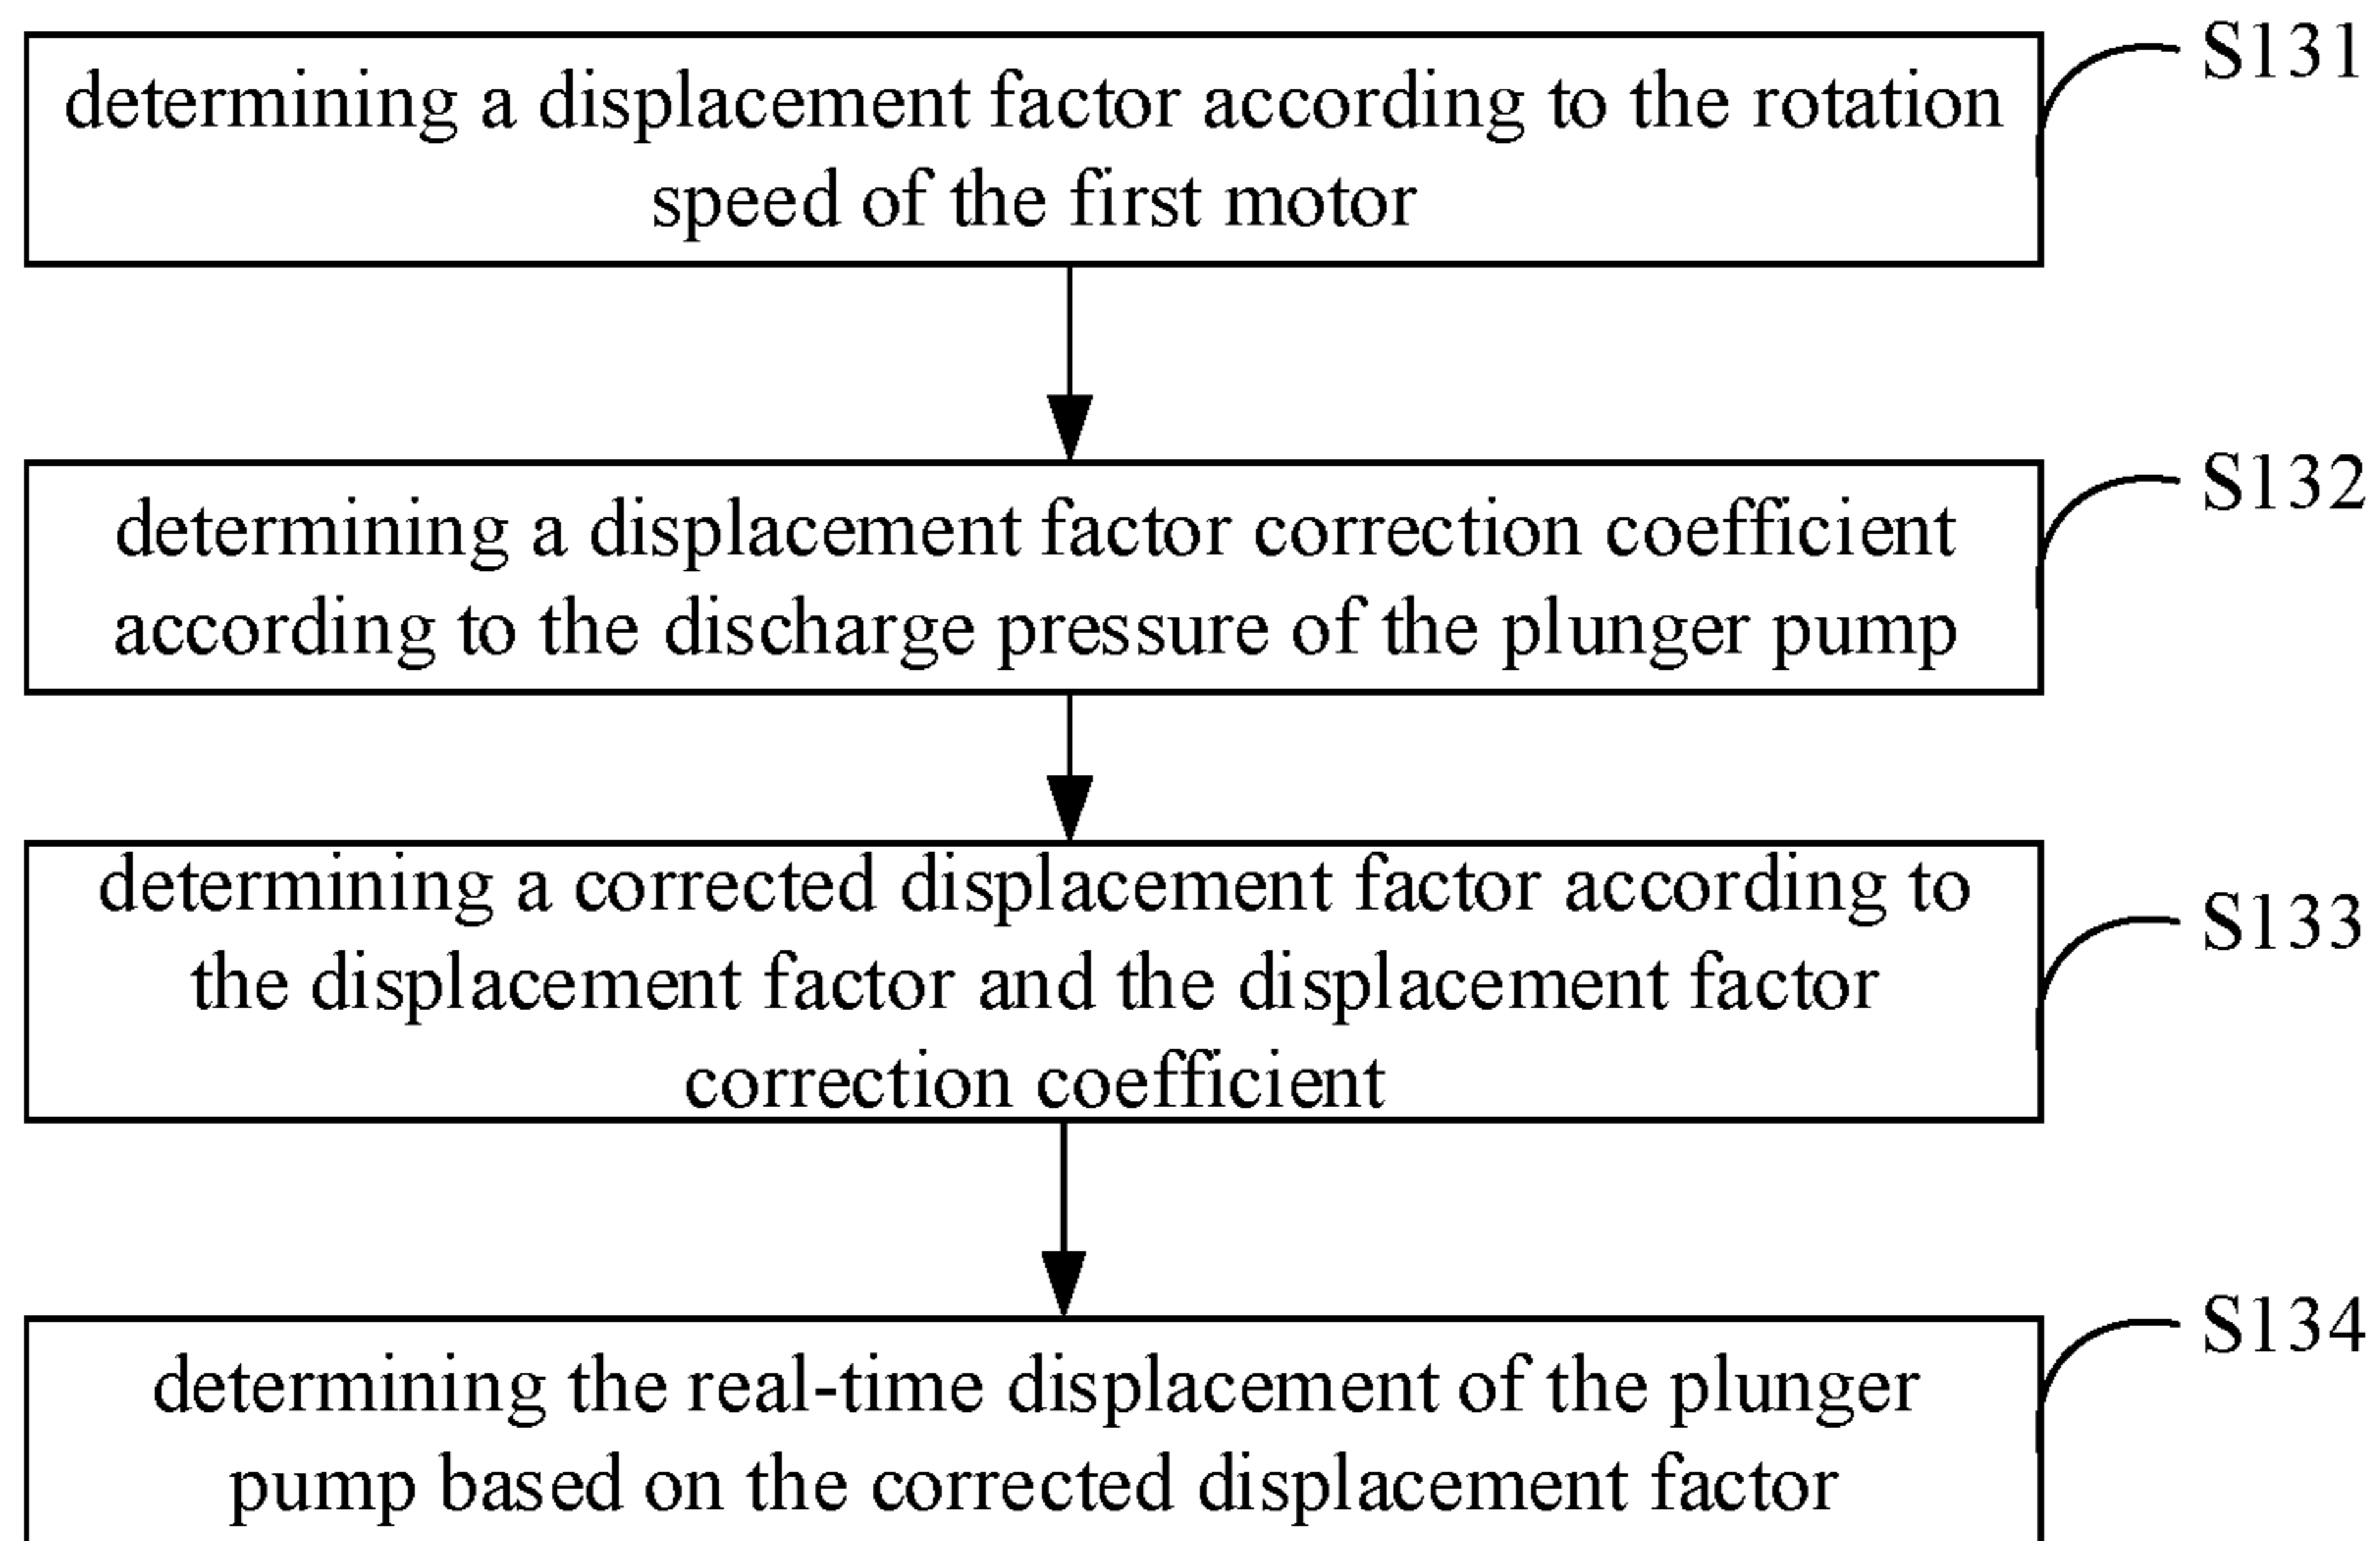 S131
determining a displacement factor according to the rotation
speed of the first motor
S132
determining a displacement factor correction coefficient
according to the discharge pressure of the plunger pump
S133
determining a corrected displacement factor according to
the displacement factor and the displacement factor
correction coefficient
S134
determining the real-time displacement of the plunger
pump based on the corrected displacement factor